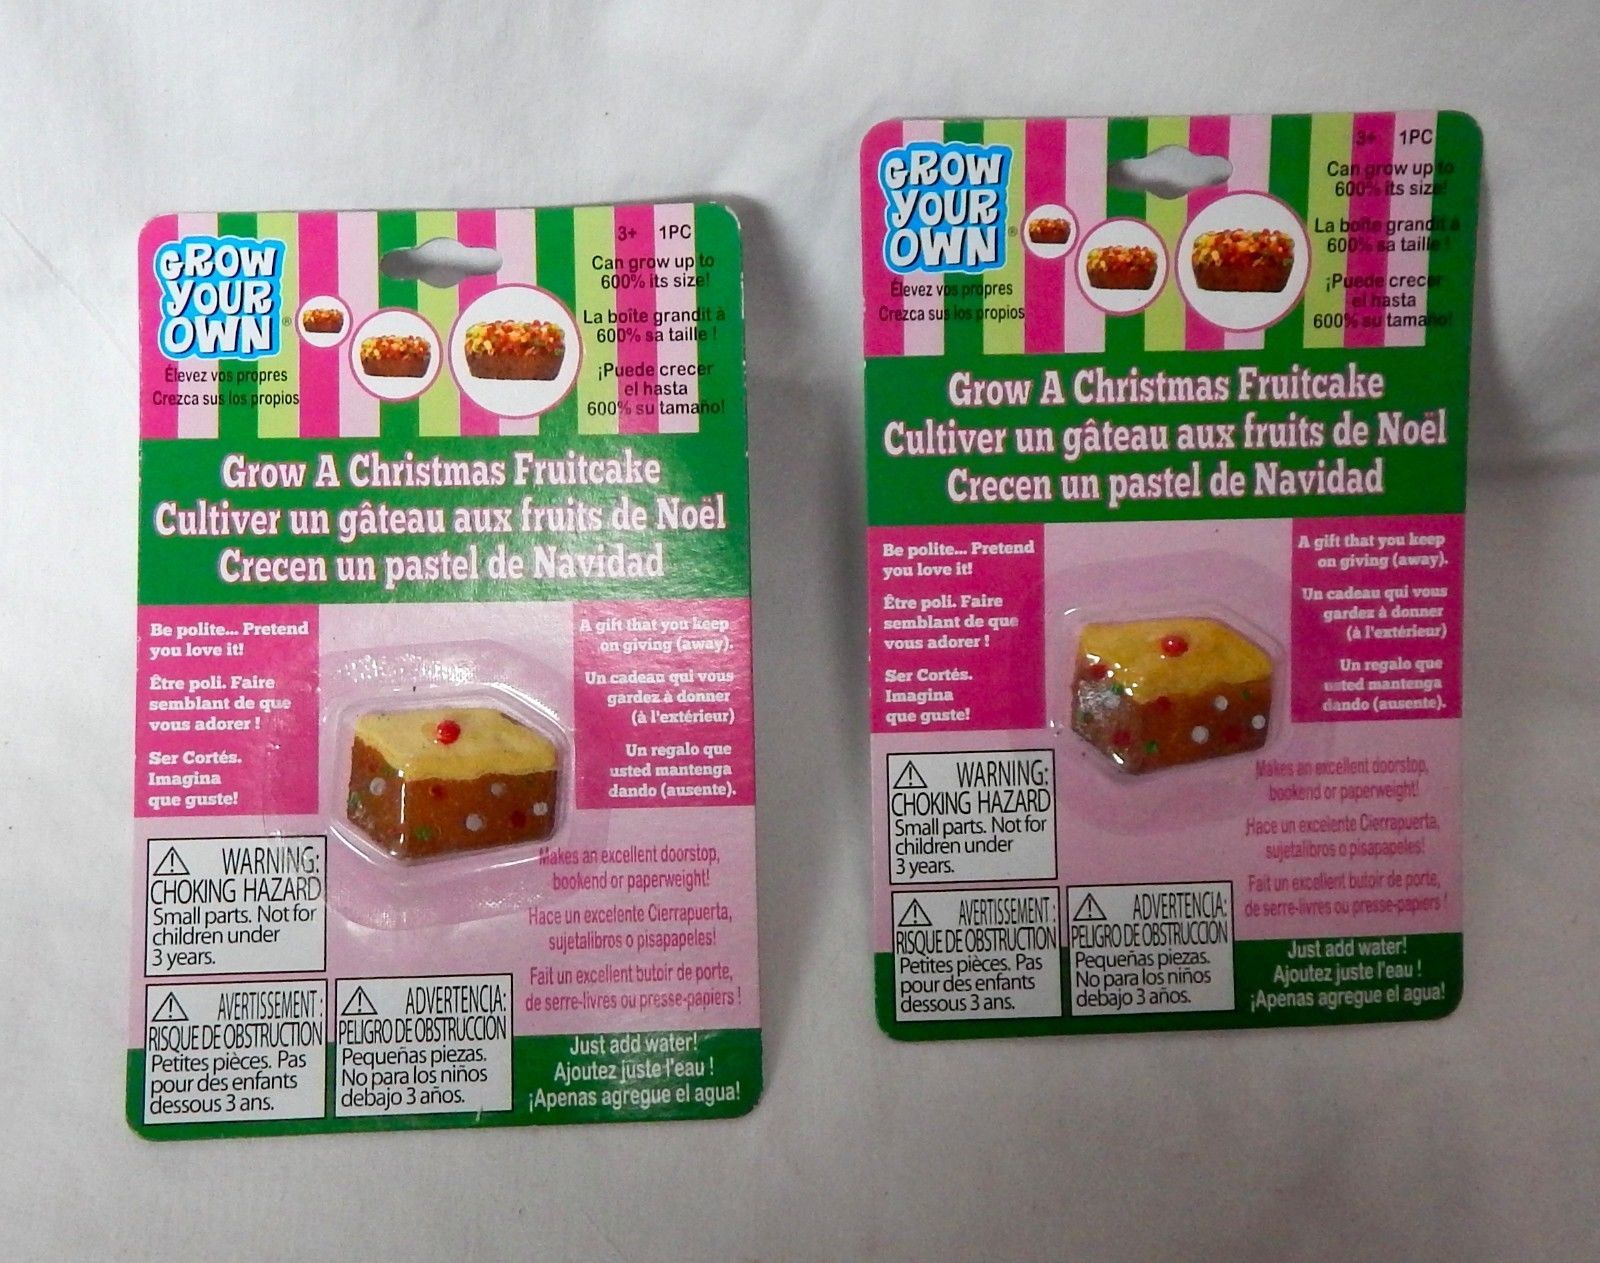 GROW
YOUR
OWN®
Élevez vos propres
Crezca sus los propios
3+ 1PC
Can grow up to
600% its size!
La boîte grandit à
600% sa taille !
¡Puede crecer
el hasta
600% su tamaño!
Grow A Christmas Fruitcake
Cultiver un gâteau aux fruits de Noël
Crecen un pastel de Navidad
Be polite... Pretend
you love it!
Être poli. Faire
semblant de que
vous adorer !
Ser Cortés.
Imagina
que guste!
A gift that you keep
on giving (away).
Un cadeau qui vous
gardez à donner
(à l'extérieur)
Un regalo que
usted mantenga
dando (ausente).
WARNING:
CHOKING HAZARD
Small parts. Not for
children under
3 years.
AVERTISSEMENT :
RISQUE DE OBSTRUCTION
Petites pièces. Pas
pour des enfants
dessous 3 ans.
ADVERTENCIA:
PELIGRO DE OBSTRUCCIÓN
Pequeñas piezas.
No para los niños
debajo 3 años.
Makes an excellent doorstop,
bookend or paperweight!
Hace un excelente Cierrapuerta,
sujetalibros o pisapapeles!
Fait un excellent butoir de porte,
de serre-livres ou presse-papiers !
Just add water!
Ajoutez juste l'eau !
¡Apenas agregue el agua!
GROW
YOUR
OWN®
Élevez vos propres
Crezca sus los propios
3+ 1PC
Can grow up to
600% its size!
La boîte grandit à
600% sa taille !
¡Puede crecer
el hasta
600% su tamaño!
Grow A Christmas Fruitcake
Cultiver un gâteau aux fruits de Noël
Crecen un pastel de Navidad
Be polite... Pretend
you love it!
Être poli. Faire
semblant de que
vous adorer !
Ser Cortés.
Imagina
que guste!
A gift that you keep
on giving (away).
Un cadeau qui vous
gardez à donner
(à l'extérieur)
Un regalo que
usted mantenga
dando (ausente).
WARNING:
CHOKING HAZARD
Small parts. Not for
children under
3 years.
AVERTISSEMENT :
RISQUE DE OBSTRUCTION
Petites pièces. Pas
pour des enfants
dessous 3 ans.
ADVERTENCIA:
PELIGRO DE OBSTRUCCIÓN
Pequeñas piezas.
No para los niños
debajo 3 años.
Makes an excellent doorstop,
bookend or paperweight!
Hace un excelente Cierrapuerta,
sujetalibros o pisapapeles!
Fait un excellent butoir de porte,
de serre-livres ou presse-papiers !
Just add water!
Ajoutez juste l'eau !
¡Apenas agregue el agua!